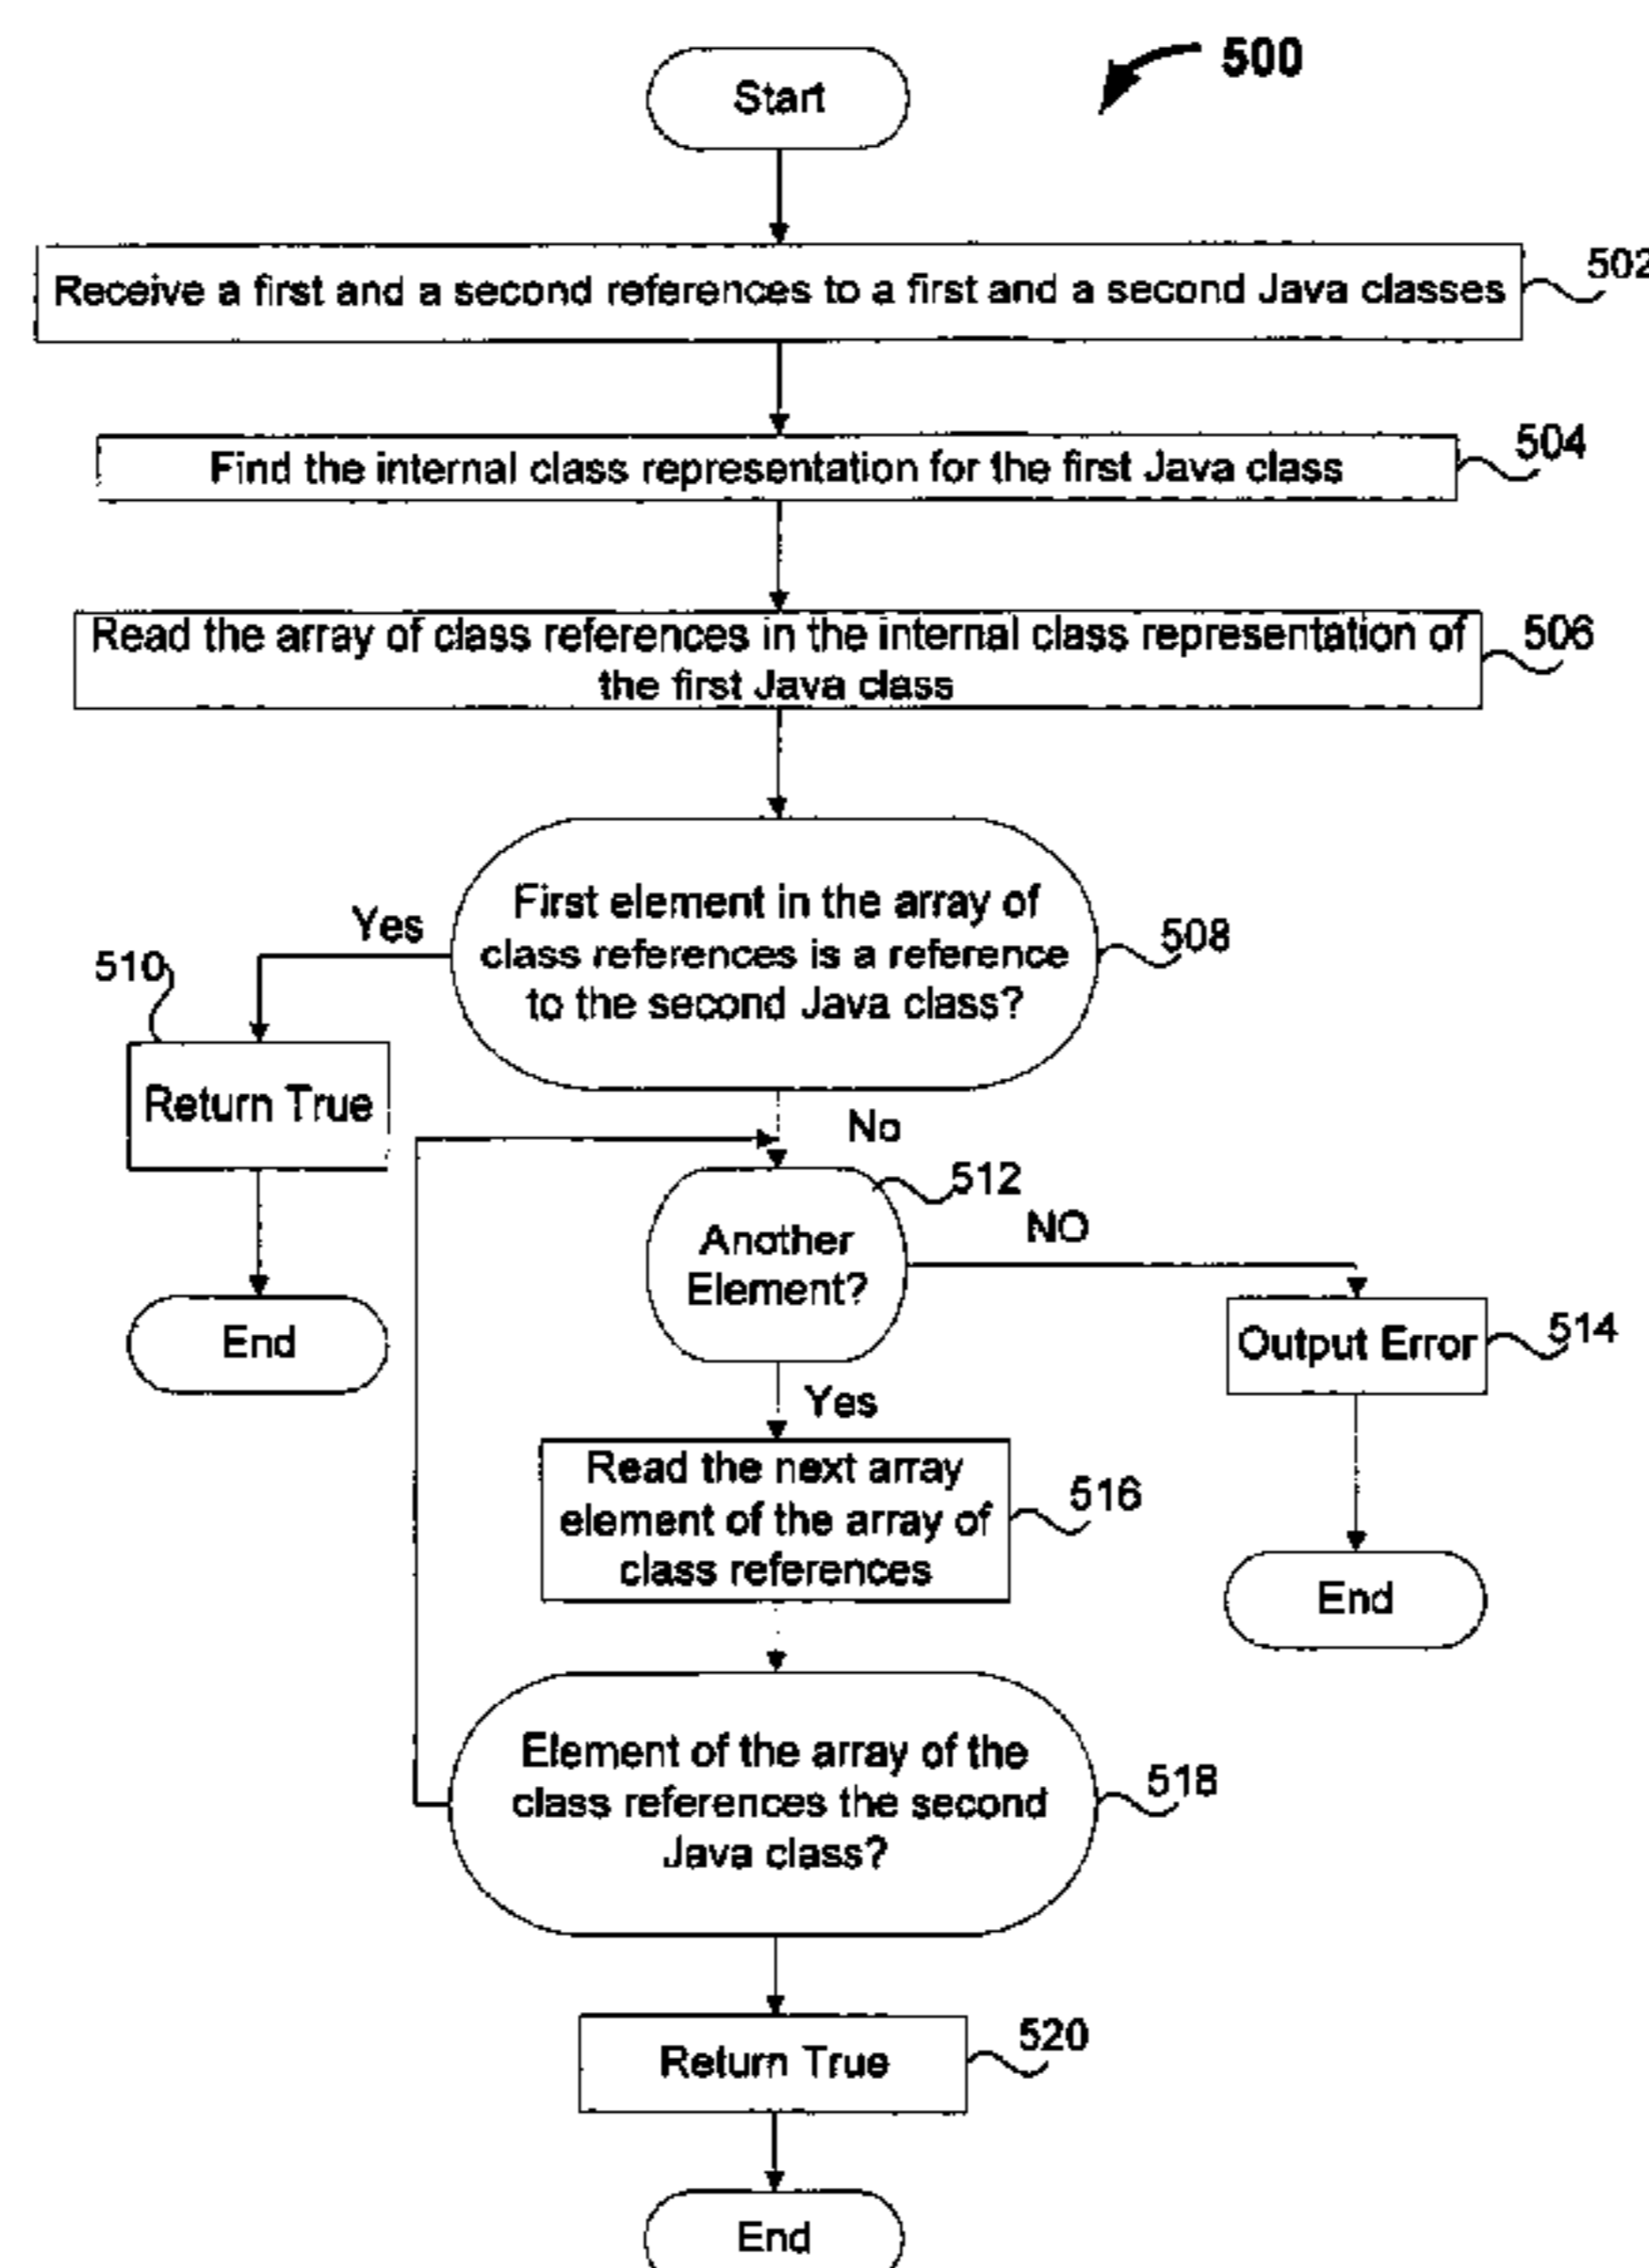 500
Start
Receive a first and a second references to a first and a second Java classes
502
Find the internal class representation for the first Java class
504
Read the array of class references in the internal class representation of
the first Java class
506
First element in the array of
class references is a reference
to the second Java class?
508
Yes
510
Return True
End
No
Another
Element?
512
NO
Output Error
514
End
Yes
Read the next array
element of the array of
class references
516
Element of the array of the
class references the second
Java class?
518
Return True
520
End